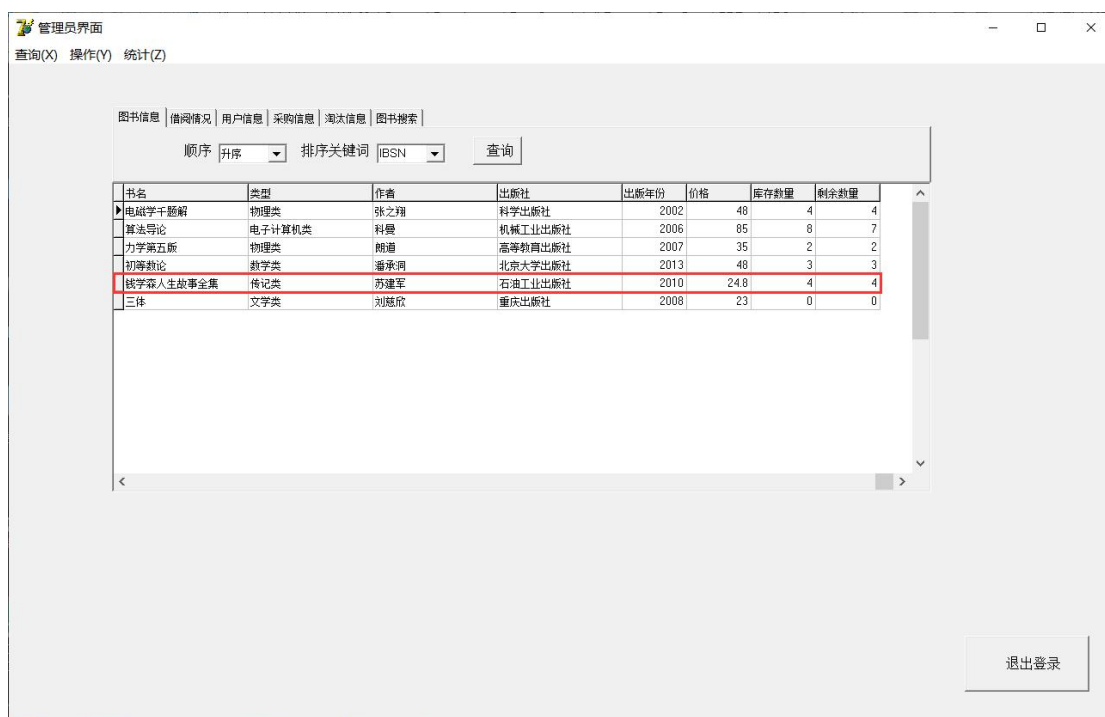 管理员界面
查询(X) 操作(Y) 统计(Z)
图书信息 借阅情况 用户信息 采购信息 淘汰信息 图书搜索
顺序 升序 排序关键词 IBSN 查询
书名 类型 作者 出版社 出版年份 价格 库存数量 剩余数量
电磁学千题解 物理类 张之翔 科学出版社 2002 48 4 4
算法导论 电子计算机类 科曼 机械工业出版社 2006 85 8 7
力学第五版 物理类 朗道 高等教育出版社 2007 35 2 2
初等数论 数学类 潘承洞 北京大学出版社 2013 48 3 3
钱学森人生故事全集 传记类 苏建军 石油工业出版社 2010 24.8 4 4
三体 文学类 刘慈欣 重庆出版社 2008 23 0 0
退出登录